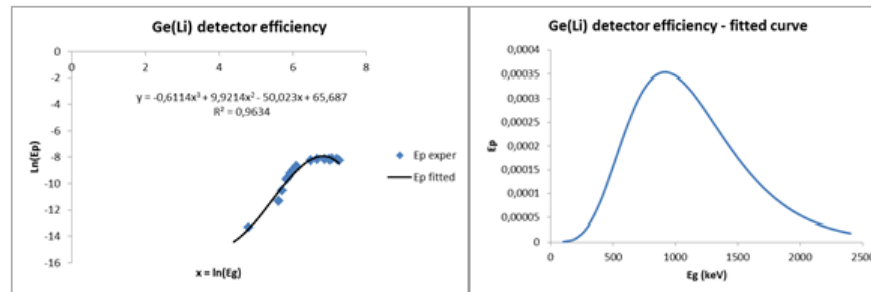 Ge(Li) detector efficiency
0
0
2
4
6
8
-2
y = -0,6114x³ + 9,9214x² - 50,023x + 65,687
R² = 0,9634
-4
-6
-8
-10
-12
-14
-16
Ln(Ep)
Ep exper
Ep fitted
x = ln(Eg)
Ge(Li) detector efficiency - fitted curve
0,0004
0,00035
0,0003
0,00025
0,0002
0,00015
0,0001
0,00005
0
Ep
0
500
1000
1500
2000
2500
Eg (keV)